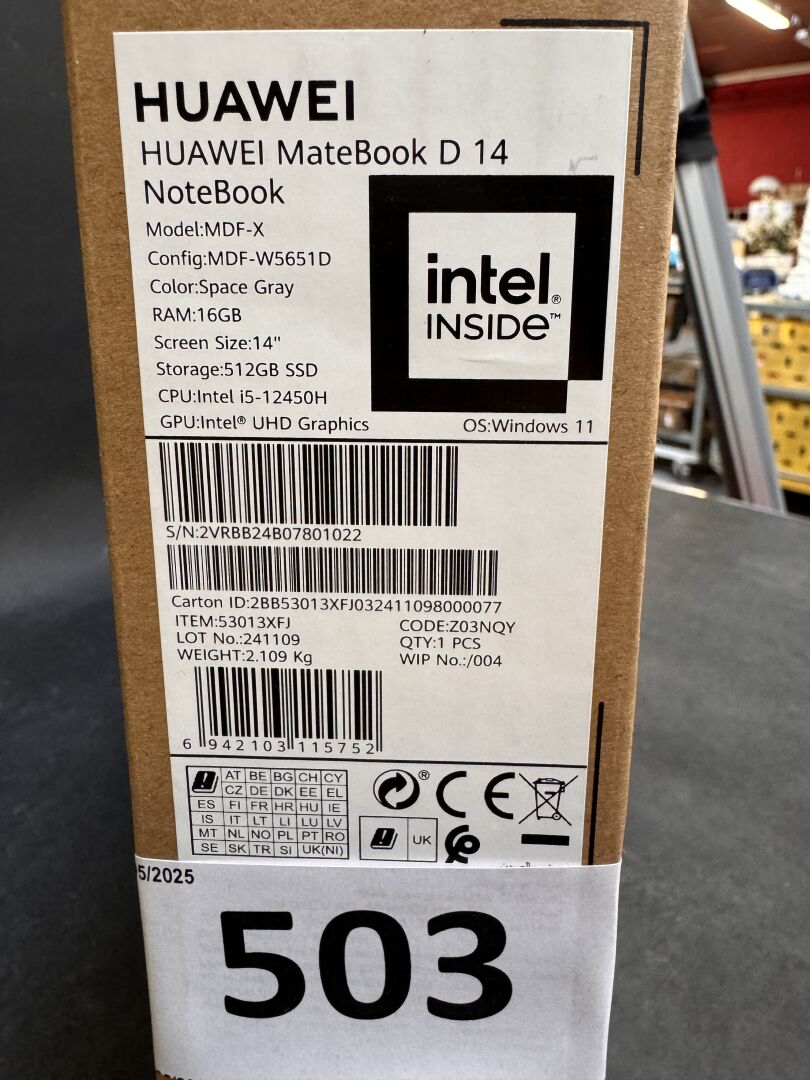 HUAWEI
HUAWEI MateBook D 14
NoteBook
Model:MDF-X
Config:MDF-W5651D
Color:Space Gray
RAM:16GB
Screen Size:14"
Storage:512GB SSD
CPU:Intel i5-12450H
GPU:Intel® UHD Graphics
intel®
INSIDE™
OS:Windows 11
S/N:2VRBB24B07801022
Carton ID:2BB53013XFJ032411098000077
ITEM:53013XFJ CODE:Z03NQY
LOT No.:241109 QTY:1 PCS
WEIGHT:2.109 Kg WIP No.:/004
6 942103 115752
AT BE BG CH CY
CZ DE DK EE EL
ES FI FR HR HU IE
IS IT LT LI LU LV
MT NL NO PL PT RO
SE SK TR SI UK(NI)
® CE
UK
5/2025
503